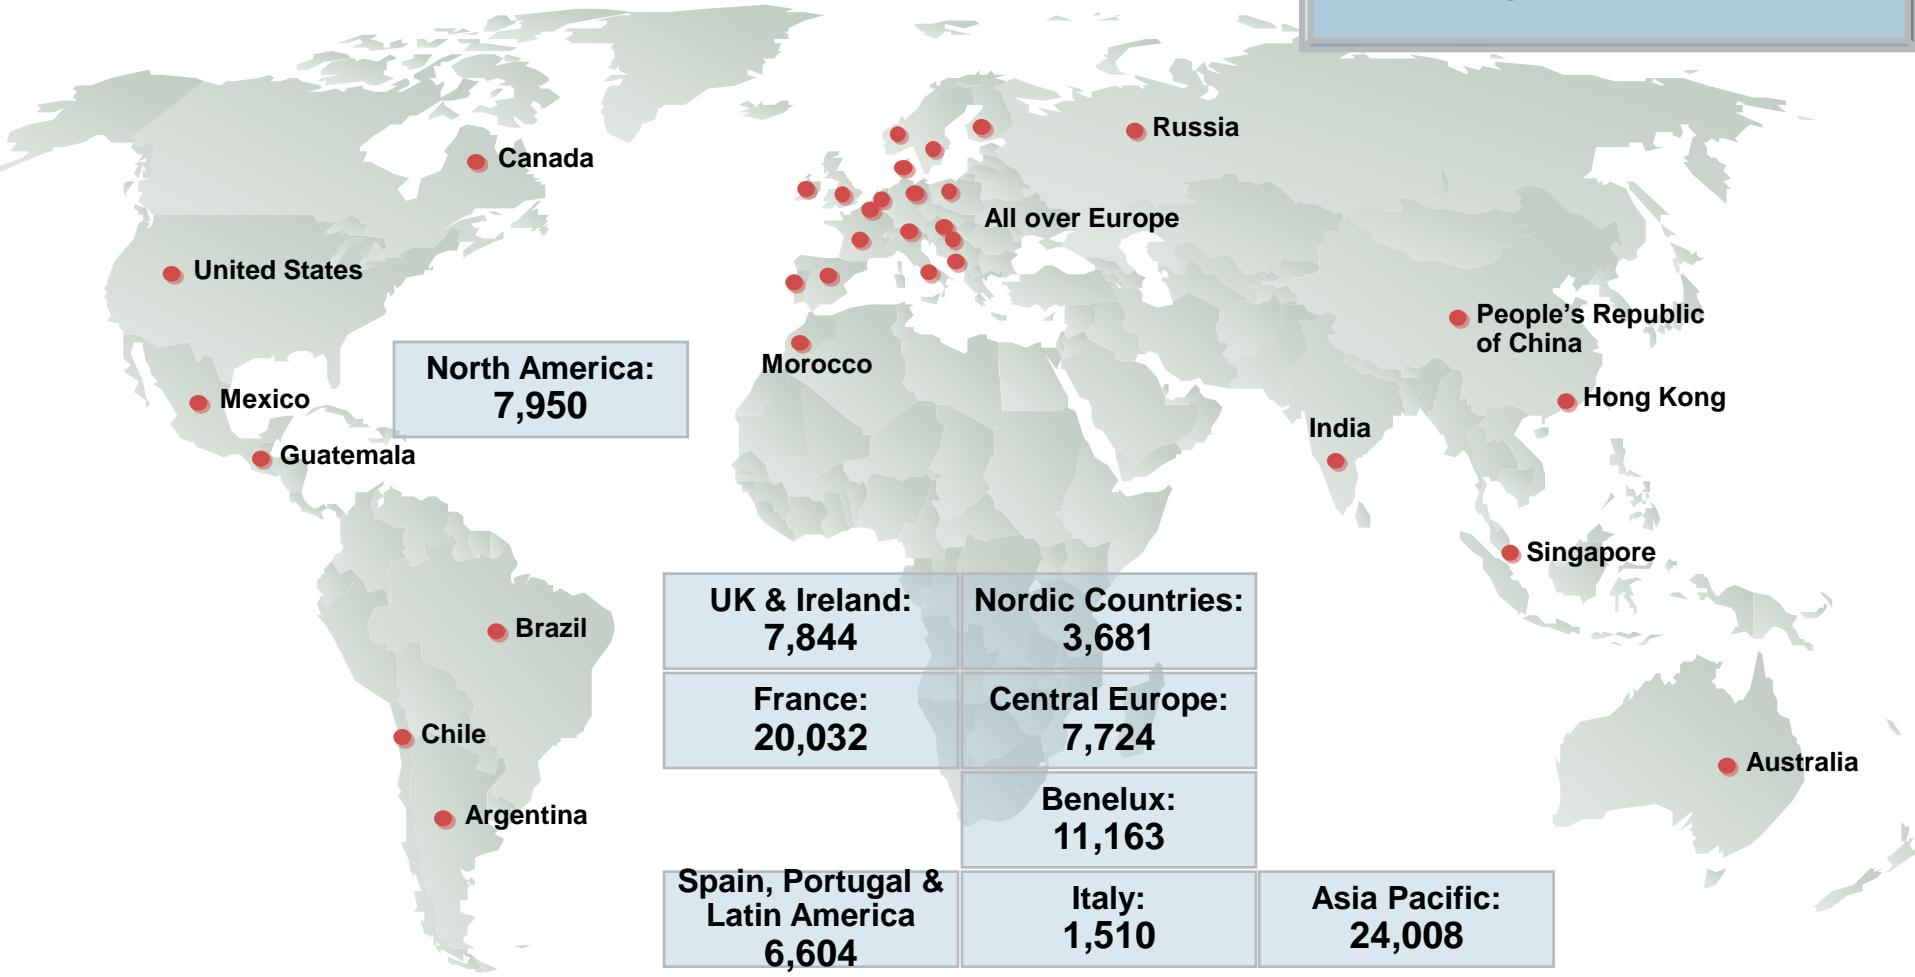 Russia
Canada
All over Europe
United States
People's Republic
of China
Morocco
North America:
7,950
Mexico
Hong Kong
India
Guatemala
Singapore
UK & Ireland:
7,844
Nordic Countries:
3,681
Brazil
France:
20,032
Central Europe:
7,724
Chile
Australia
Benelux:
11,163
Argentina
Spain, Portugal &
Latin America
6,604
Italy:
1,510
Asia Pacific:
24,008